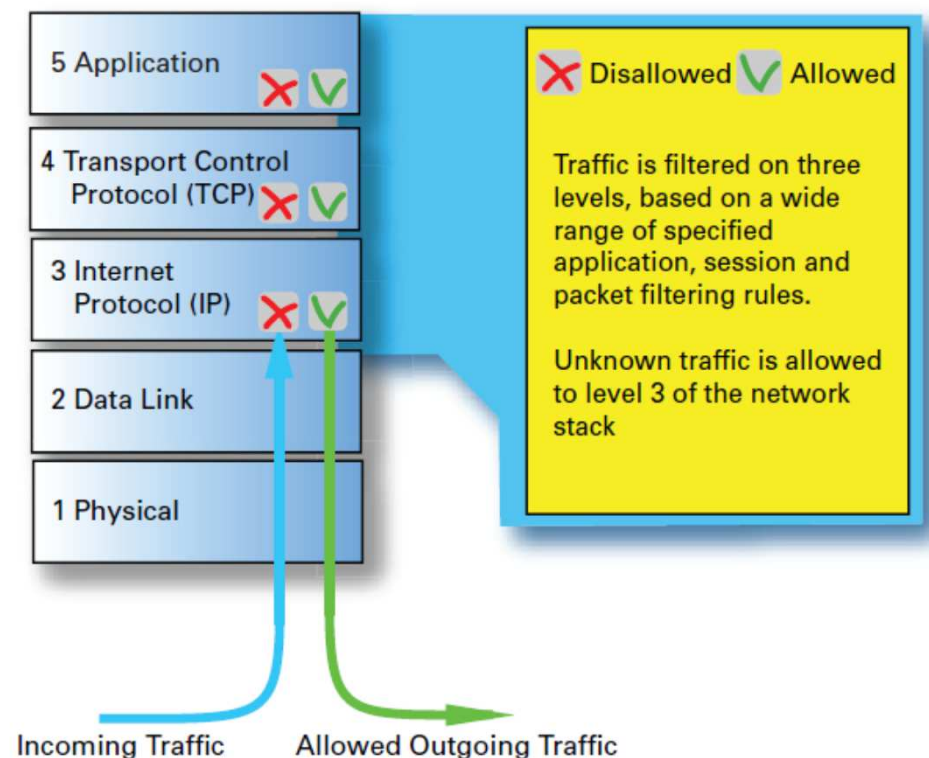 5 Application
4 Transport Control
Protocol (TCP)
3 Internet
Protocol (IP)
2 Data Link
1 Physical
Disallowed Allowed
Traffic is filtered on three
levels, based on a wide
range of specified
application, session and
packet filtering rules.
Unknown traffic is allowed
to level 3 of the network
stack
Incoming Traffic
Allowed Outgoing Traffic